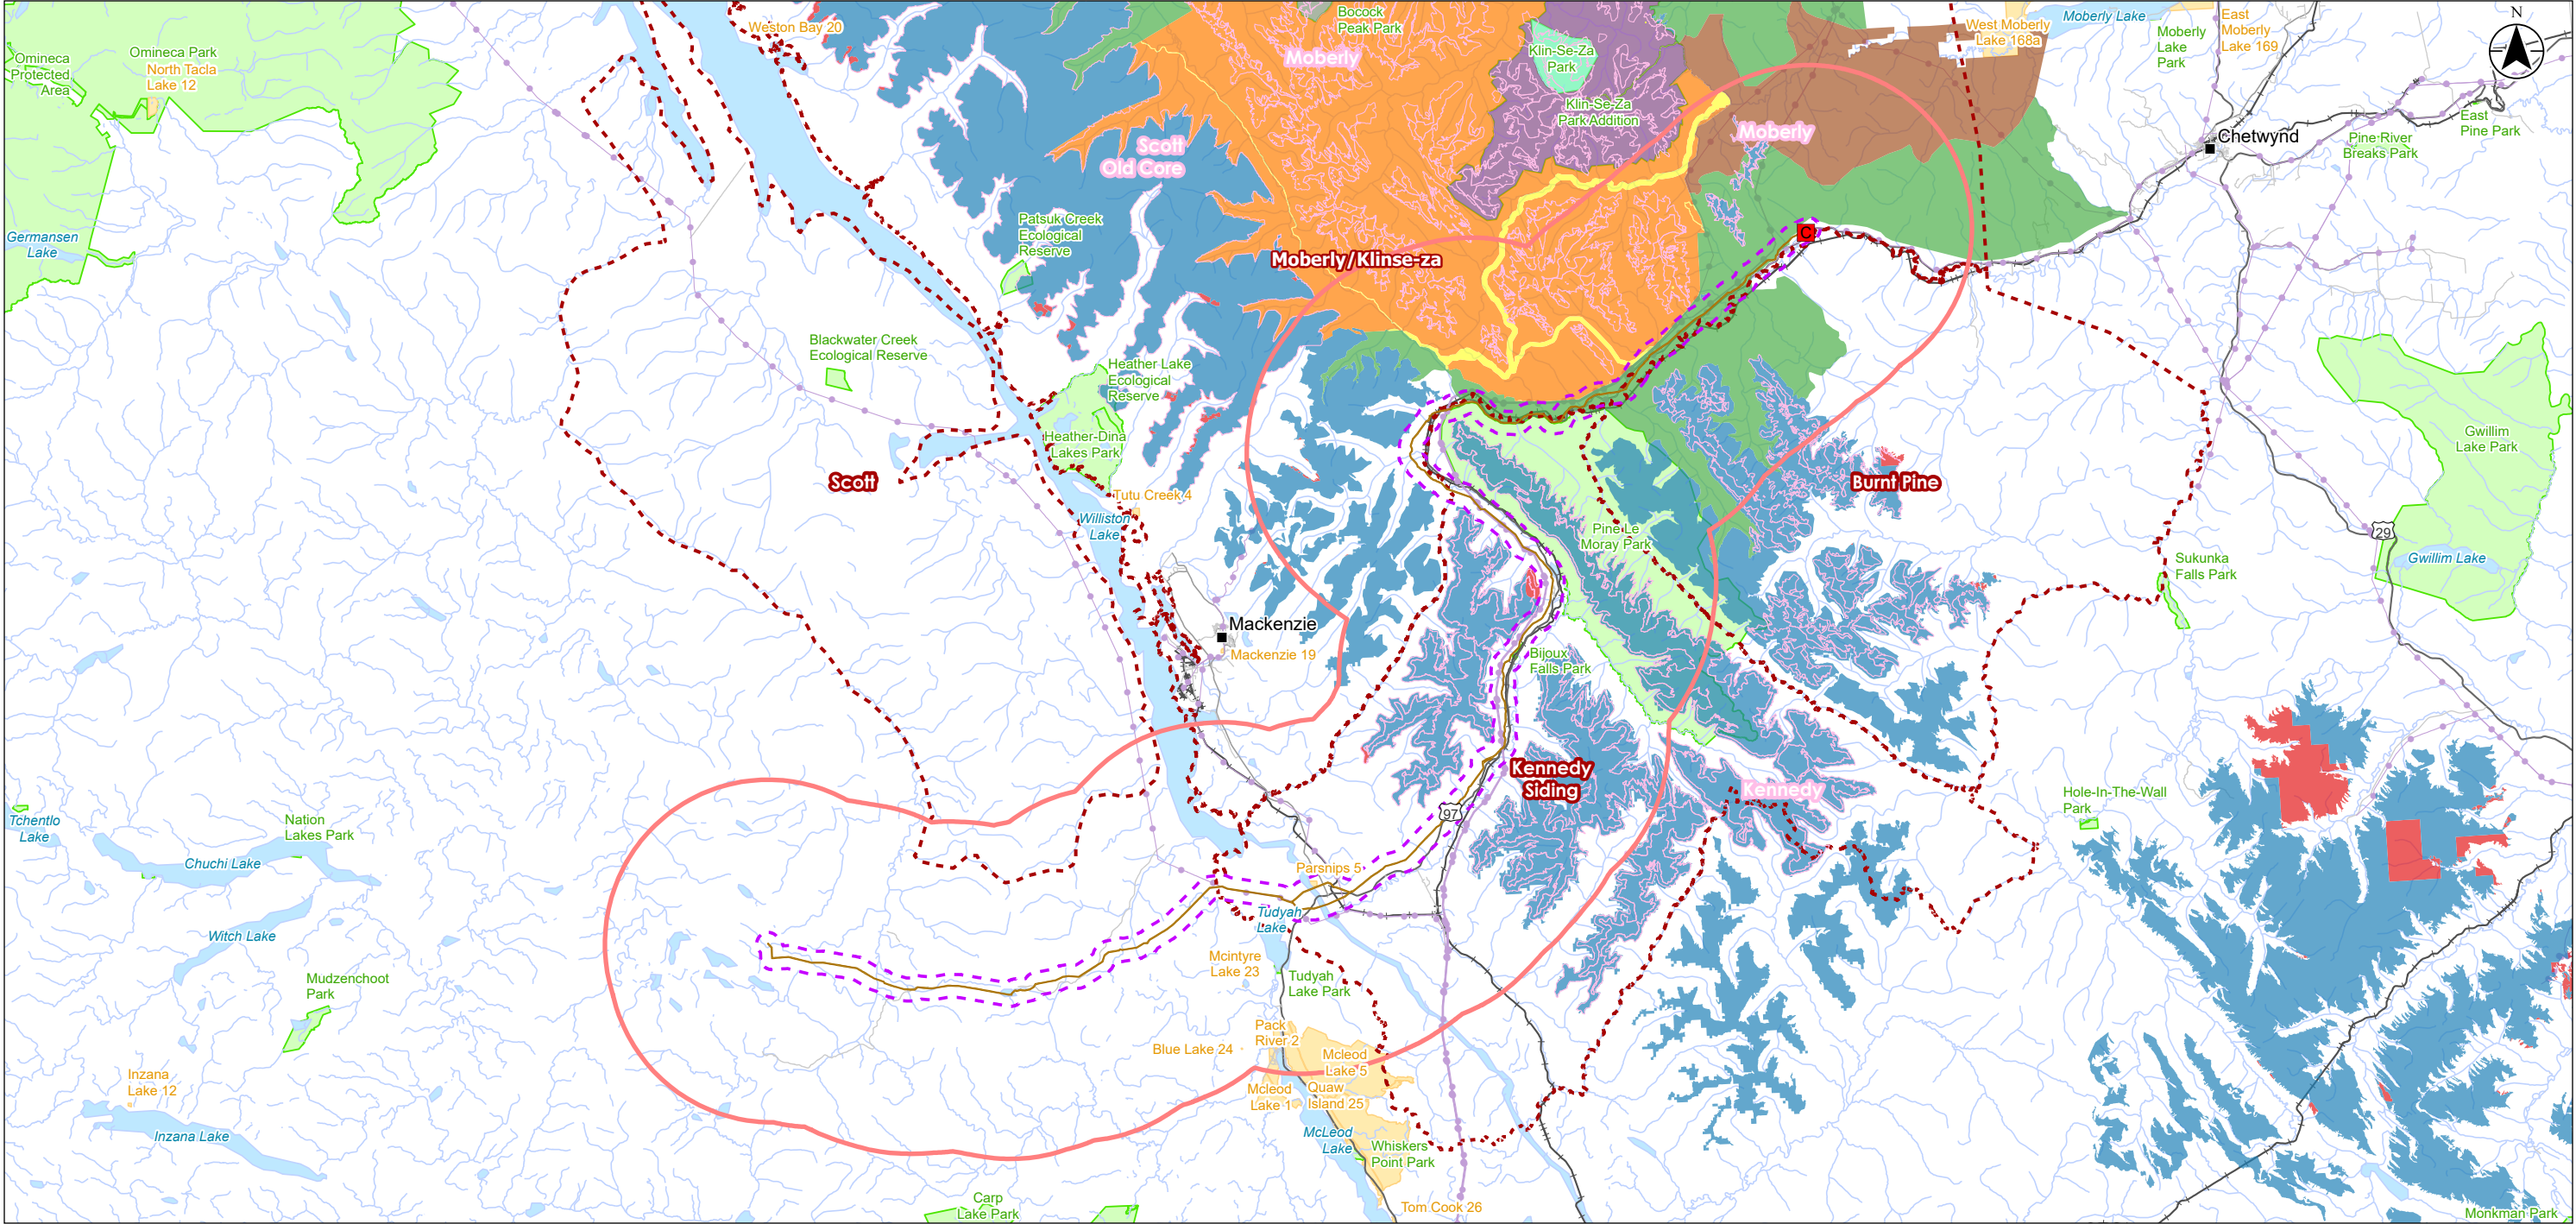 Omineca
Protected
Area
Omineca Park
North Tacla
Lake 12
Germansen
Lake
Weston Bay 20
Bocock
Peak Park
Moberly
Klin-Se-Za
Park
Klin-Se-Za
Park Addition
West Moberly
Lake 168a
Moberly Lake
Moberly
Lake
Park
East
Moberly
Lake 169
N
Chetwynd
East
Pine Park
Pine River
Breaks Park
Scott
Old Core
Moberly
Patsuk Creek
Ecological
Reserve
Moberly/Klinse-za
C
Blackwater Creek
Ecological Reserve
Heather Lake
Ecological
Reserve
Heather-Dina
Lakes Park
Scott
Tutu Creek 4
Williston
Lake
Burnt Pine
Pine Le
Moray Park
Gwillim
Lake Park
29
Gwillim Lake
Sukunka
Falls Park
Mackenzie
Mackenzie 19
Bijoux
Falls Park
Kennedy
Siding
Kennedy
97
Hole-In-The-Wall
Park
Tchentlo
Lake
Nation
Lakes Park
Chuchi Lake
Witch Lake
Mudzenchoot
Park
Inzana
Lake 12
Inzana Lake
Parsnips 5
Tudyah
Lake
Mcintyre
Lake 23
Tudyah
Lake Park
Pack
River 2
Blue Lake 24
Mcleod
Lake 5
Mcleod
Lake 1
Quaw
Island 25
McLeod
Lake
Whiskers
Point Park
Carp
Lake Park
Tom Cook 26
Monkman Park